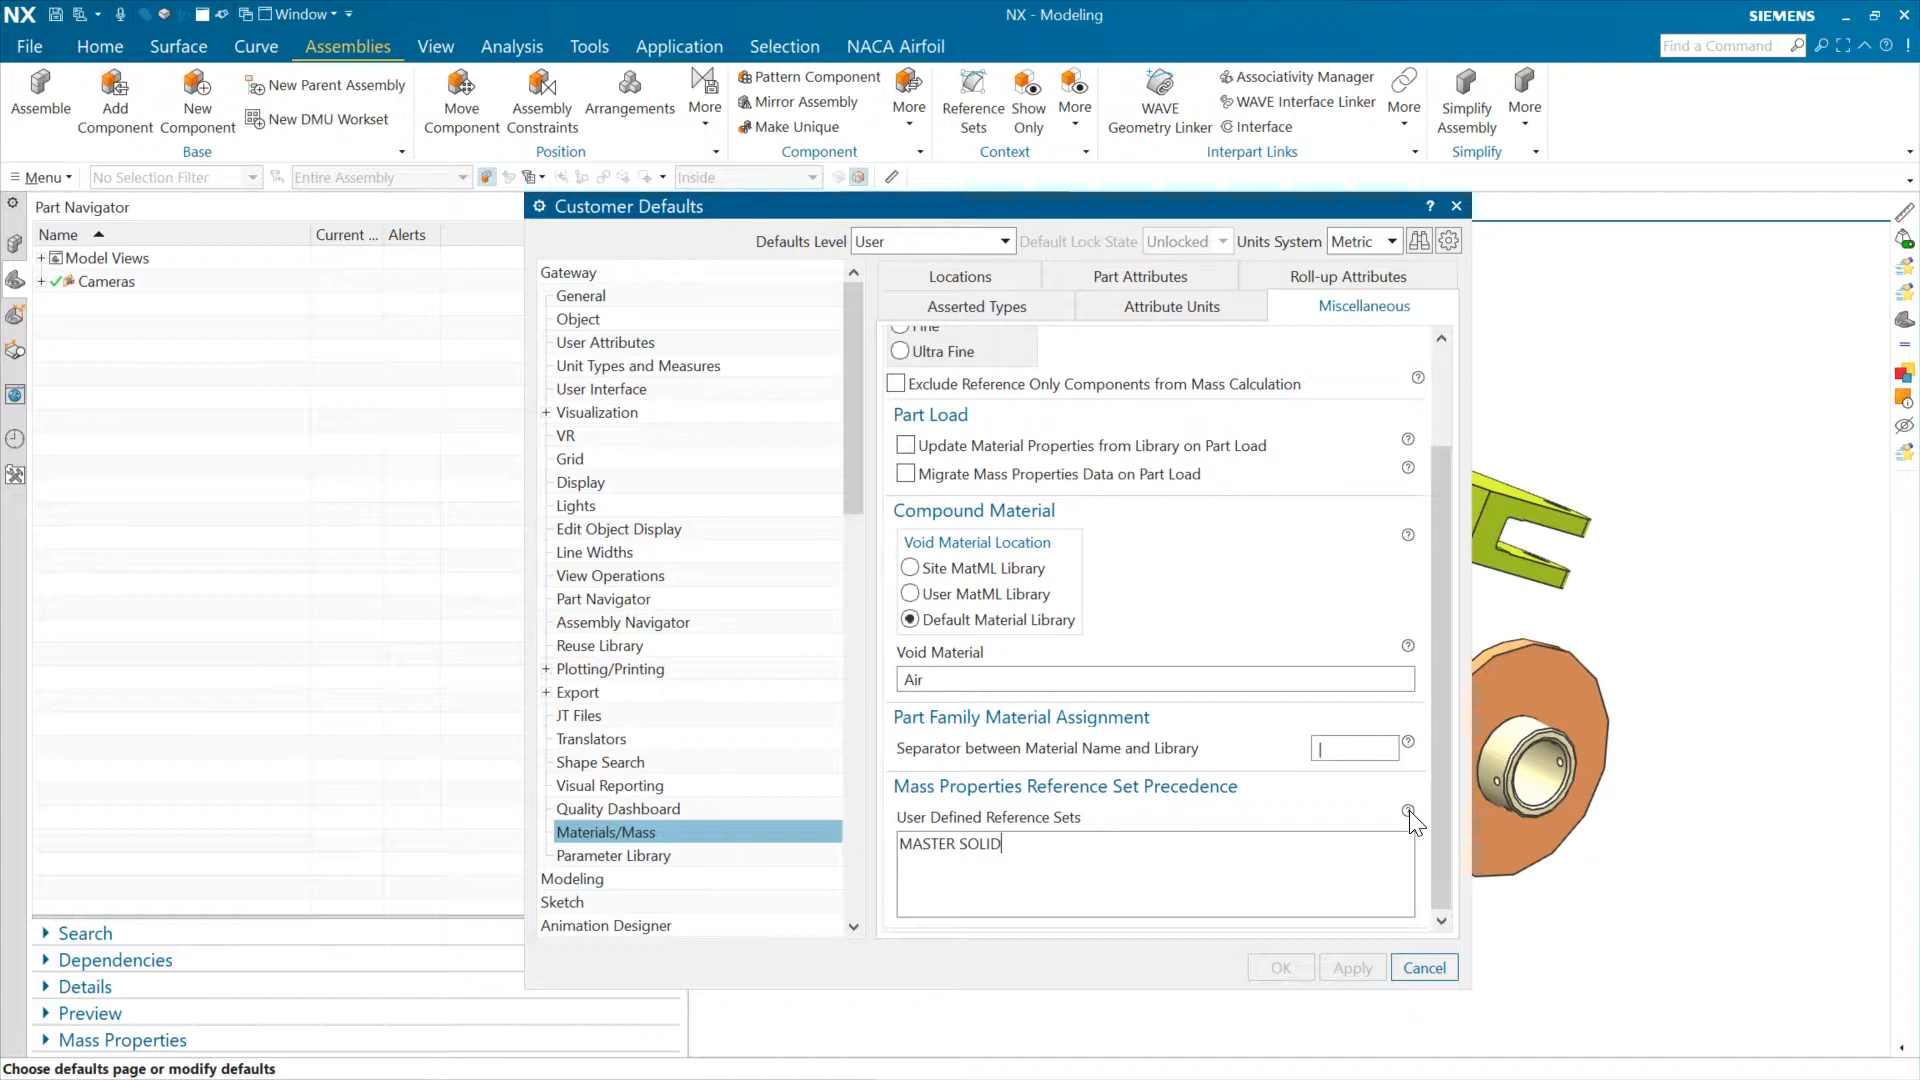 NX Window NX - Modeling SIEMENS
File Home Surface Curve Assemblies View Analysis Tools Application Selection NACA Airfoil Find a Command
Assemble
Add Component
New Component
New Parent Assembly
New DMU Workset
Base
Move Component
Assembly Constraints
Arrangements
More
Position
Pattern Component
Mirror Assembly
Make Unique
More
Component
Reference Sets
Show Only
More
Context
WAVE Geometry Linker
Associativity Manager
WAVE Interface Linker
Interface
More
Interpart Links
Simplify Assembly
More
Simplify
Menu No Selection Filter Entire Assembly Inside
Part Navigator
Name Current ... Alerts
Model Views
Cameras
Search
Dependencies
Details
Preview
Mass Properties
Customer Defaults
Defaults Level User Default Lock State Unlocked Units System Metric
Gateway
General
Object
User Attributes
Unit Types and Measures
User Interface
Visualization
VR
Grid
Display
Lights
Edit Object Display
Line Widths
View Operations
Part Navigator
Assembly Navigator
Reuse Library
Plotting/Printing
Export
JT Files
Translators
Shape Search
Visual Reporting
Quality Dashboard
Materials/Mass
Parameter Library
Modeling
Sketch
Animation Designer
Locations Part Attributes Roll-up Attributes
Asserted Types Attribute Units Miscellaneous
Fine
Ultra Fine
Exclude Reference Only Components from Mass Calculation
Part Load
Update Material Properties from Library on Part Load
Migrate Mass Properties Data on Part Load
Compound Material
Void Material Location
Site MatML Library
User MatML Library
Default Material Library
Void Material
Air
Part Family Material Assignment
Separator between Material Name and Library |
Mass Properties Reference Set Precedence
User Defined Reference Sets
MASTER SOLID
OK Apply Cancel
Choose defaults page or modify defaults